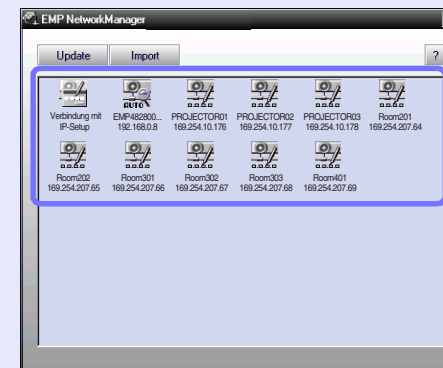 EMP NetworkManager
Update Import ?
AUTO
Verbindung mit IP-Setup
EMP482800... 192.168.0.8
PROJECTOR01 169.254.10.176
PROJECTOR02 169.254.10.177
PROJECTOR03 169.254.10.178
Room201 169.254.207.64
Room202 169.254.207.65
Room301 169.254.207.66
Room302 169.254.207.67
Room303 169.254.207.68
Room401 169.254.207.69